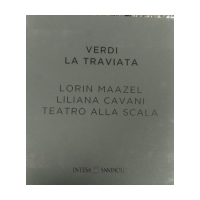 VERDI
LA TRAVIATA
LORIN MAAZEL
LILIANA CAVANI
TEATRO ALLA SCALA
INTESA SANPAOLO